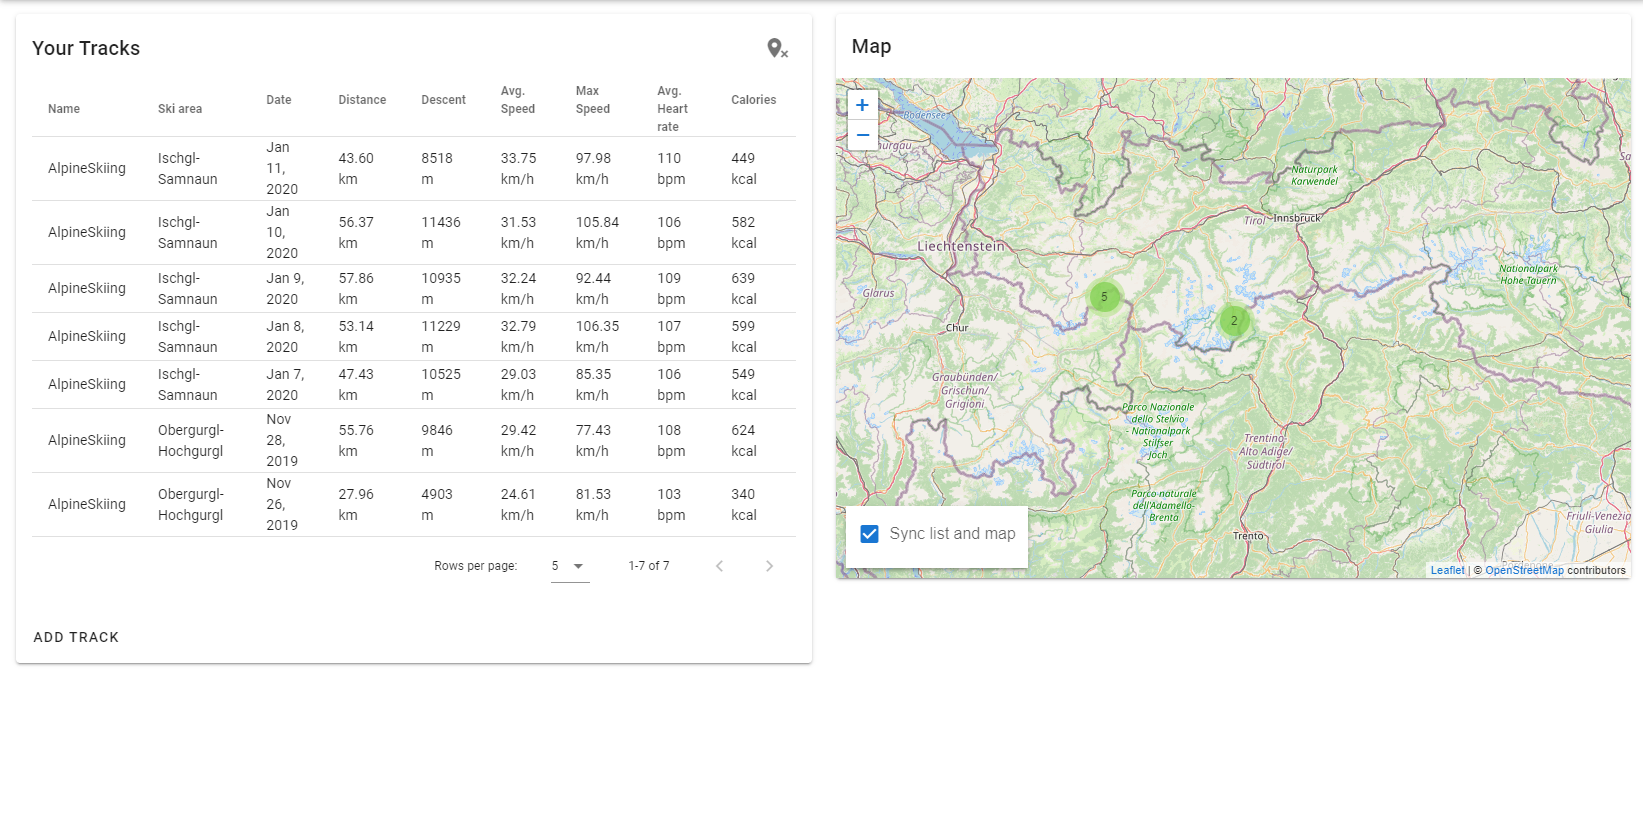 Your Tracks
Name Ski area Date Distance Descent Avg. Speed Max Speed Avg. Heart rate Calories
AlpineSkiing Ischgl-Samnaun Jan 11, 2020 43.60 km 8518 m 33.75 km/h 97.98 km/h 110 bpm 449 kcal
AlpineSkiing Ischgl-Samnaun Jan 10, 2020 56.37 km 11436 m 31.53 km/h 105.84 km/h 106 bpm 582 kcal
AlpineSkiing Ischgl-Samnaun Jan 9, 2020 57.86 km 10935 m 32.24 km/h 92.44 km/h 109 bpm 639 kcal
AlpineSkiing Ischgl-Samnaun Jan 8, 2020 53.14 km 11229 m 32.79 km/h 106.35 km/h 107 bpm 599 kcal
AlpineSkiing Ischgl-Samnaun Jan 7, 2020 47.43 km 10525 m 29.03 km/h 85.35 km/h 106 bpm 549 kcal
AlpineSkiing Obergurgl-Hochgurgl Nov 28, 2019 55.76 km 9846 m 29.42 km/h 77.43 km/h 108 bpm 624 kcal
AlpineSkiing Obergurgl-Hochgurgl Nov 26, 2019 27.96 km 4903 m 24.61 km/h 81.53 km/h 103 bpm 340 kcal
Rows per page: 5 1-7 of 7
ADD TRACK
Map
+
−
Bodensee
hurgau
Naturpark
Karwendel
Tirol
Innsbruck
Liechtenstein
Nationalpark
Hohe Tauern
Glarus
5
2
Chur
Graubünden/
Grischun/
Grigioni
Parco Nazionale
dello Stelvio
- Nationalpark
Stilfser
Joch
Trentino-
Alto Adige/
Südtirol
Parco naturale
dell'Adamello-
Brenta
Trento
Friuli-Venezia
Giulia
Sync list and map
Leaflet | © OpenStreetMap contributors